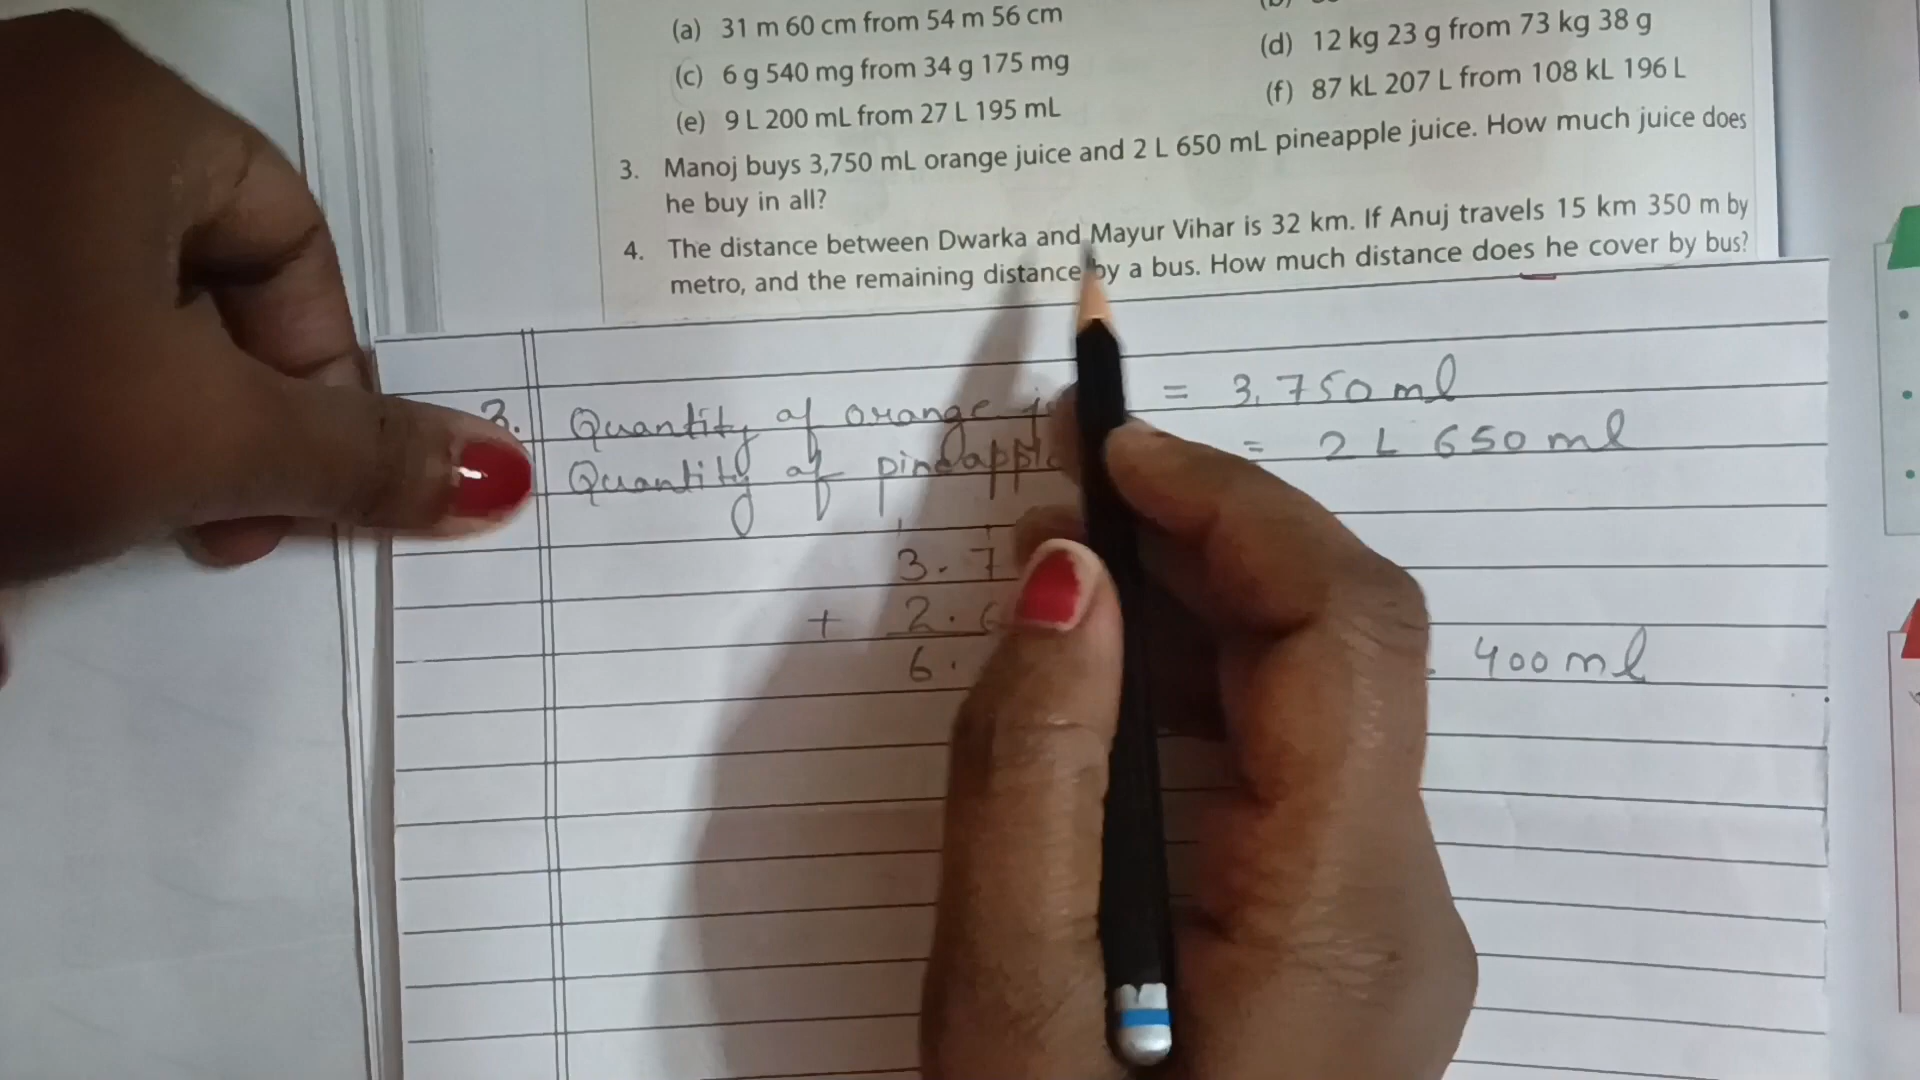 (a) 31 m 60 cm from 54 m 56 cm
(c) 6 g 540 mg from 34 g 175 mg
(d) 12 kg 23 g from 73 kg 38 g
(e) 9 L 200 mL from 27 L 195 mL
(f) 87 kL 207 L from 108 kL 196 L
3. Manoj buys 3,750 mL orange juice and 2 L 650 mL pineapple juice. How much juice does
he buy in all?
4. The distance between Dwarka and Mayur Vihar is 32 km. If Anuj travels 15 km 350 m by
metro, and the remaining distance by a bus. How much distance does he cover by bus?
3. Quantity of orange = 3,750 ml
Quantity of pineapple = 2 L 650 ml
3.7
+ 2.6
6. 400 ml